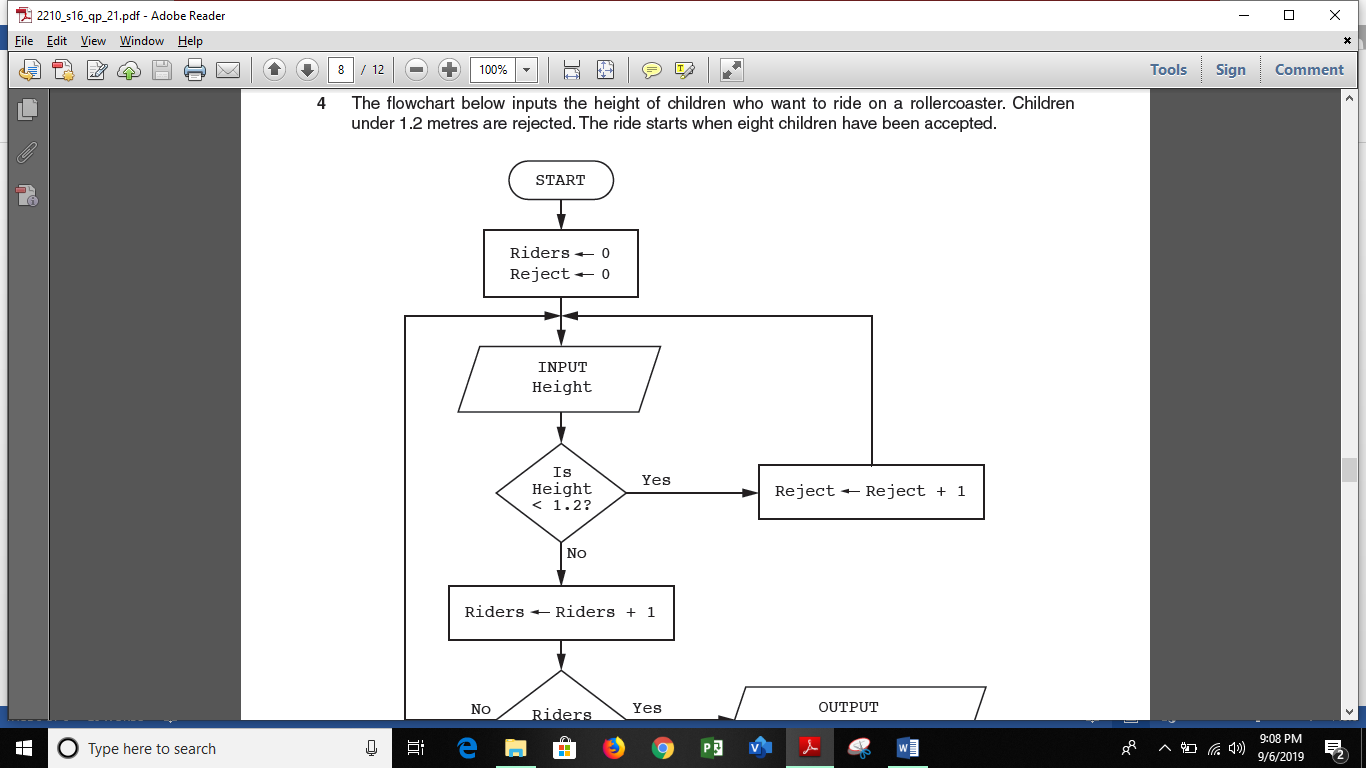 2210_s16_qp_21.pdf - Adobe Reader
File Edit View Window Help
8 / 12 100% Tools Sign Comment
4 The flowchart below inputs the height of children who want to ride on a rollercoaster. Children
under 1.2 metres are rejected. The ride starts when eight children have been accepted.
START
Riders ← 0
Reject ← 0
INPUT
Height
Is
Height
< 1.2?
Yes
Reject ← Reject + 1
No
Riders ← Riders + 1
No
Riders
Yes
OUTPUT
Type here to search
9:08 PM
9/6/2019
2